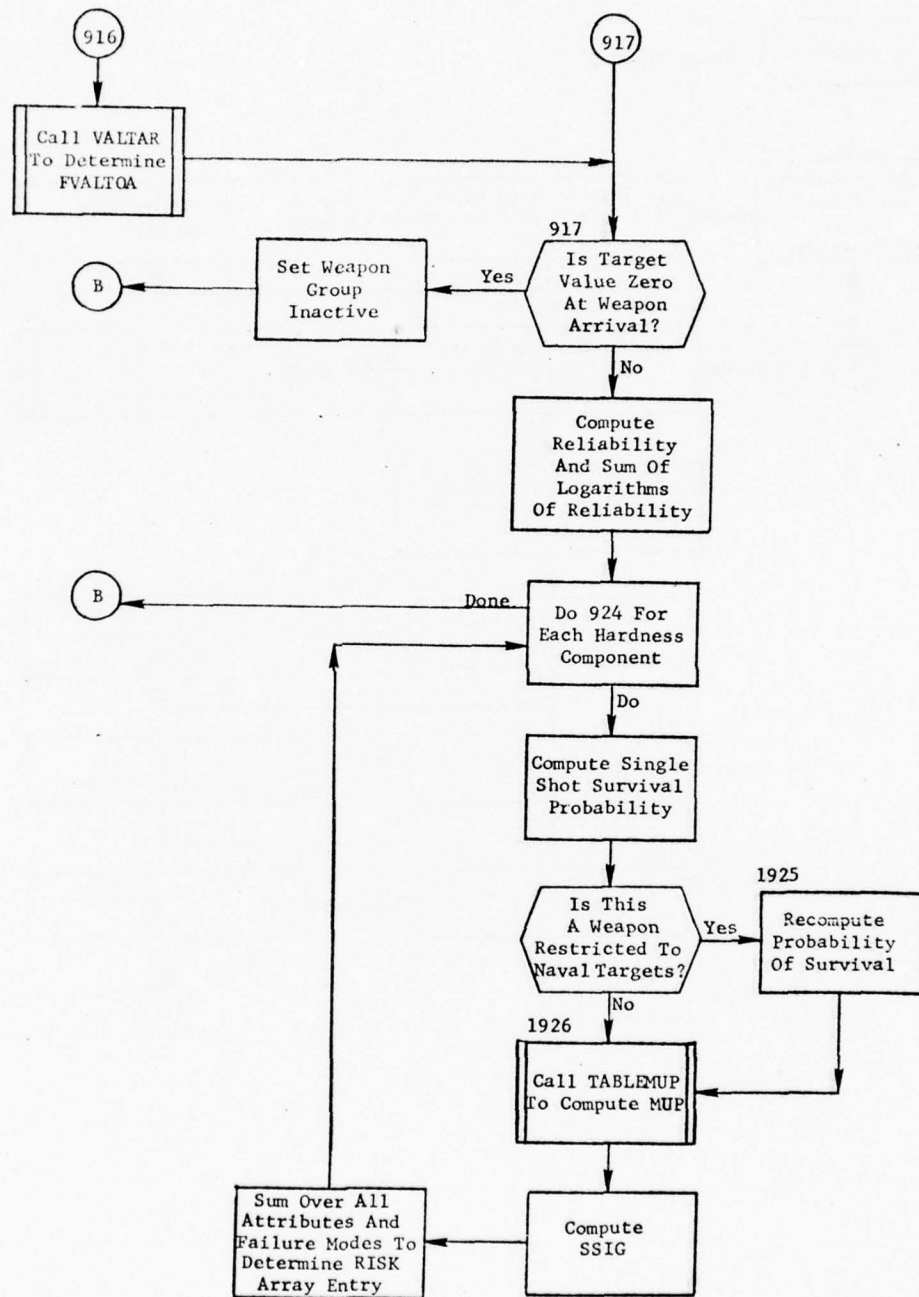 916
917
Call VALTAR
To Determine
FVALTOA
917
Is Target
Value Zero
At Weapon
Arrival?
Yes
Set Weapon
Group
Inactive
B
No
Compute
Reliability
And Sum Of
Logarithms
Of Reliability
B
Done
Do 924 For
Each Hardness
Component
Do
Compute Single
Shot Survival
Probability
Is This
A Weapon
Restricted To
Naval Targets?
Yes
1925
Recompute
Probability
Of Survival
No
1926
Call TABLEMUP
To Compute MUP
Compute
SSIG
Sum Over All
Attributes And
Failure Modes To
Determine RISK
Array Entry